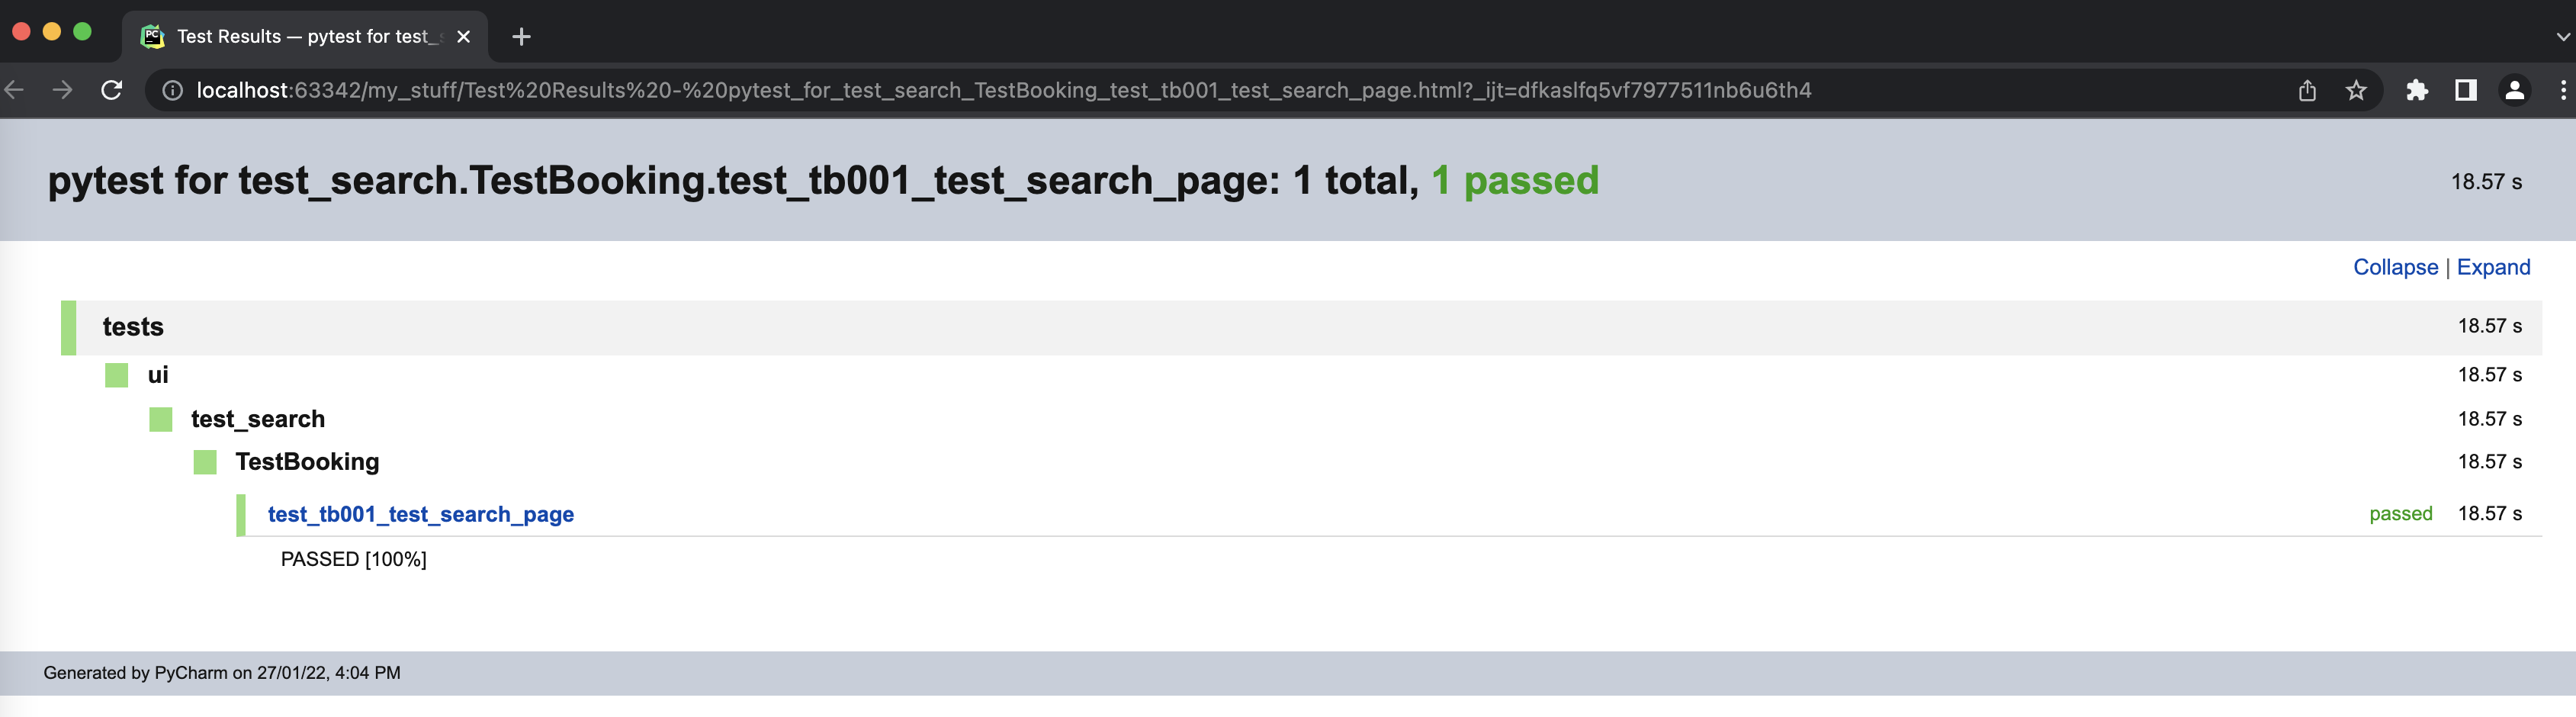 Test Results — pytest for test_
localhost:63342/my_stuff/Test%20Results%20-%20pytest_for_test_search_TestBooking_test_tb001_test_search_page.html?_ijt=dfkaslfq5vf7977511nb6u6th4
pytest for test_search.TestBooking.test_tb001_test_search_page: 1 total, 1 passed 18.57 s
Collapse | Expand
tests 18.57 s
ui 18.57 s
test_search 18.57 s
TestBooking 18.57 s
test_tb001_test_search_page passed 18.57 s
PASSED [100%]
Generated by PyCharm on 27/01/22, 4:04 PM